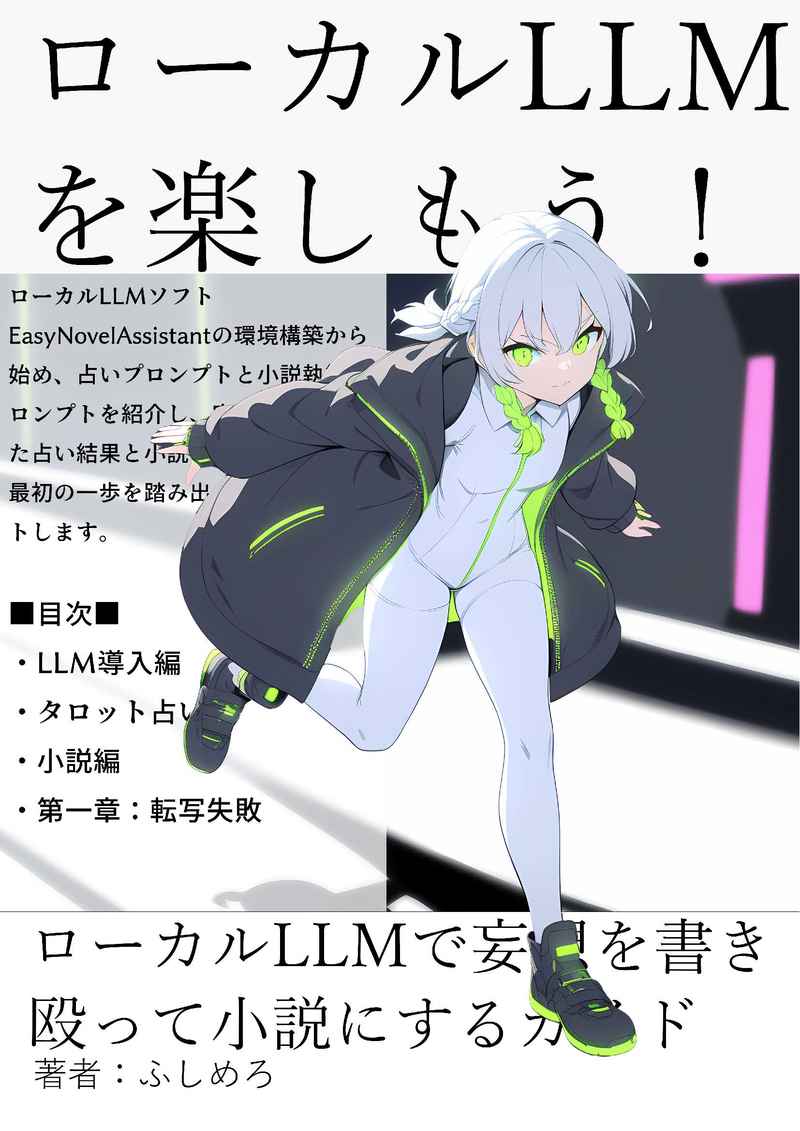 ローカルLLM
を楽しもう！
ローカルLLMソフト
EasyNovelAssistantの環境構築から
始め、占いプロンプトと小説執
ロンプトを紹介し、
た占い結果と小説
最初の一歩を踏み出
トします。
■目次■
・LLM導入編
・タロット占い
・小説編
・第一章：転写失敗
ローカルLLMで妄想を書き
殴って小説にするガイド
著者：ふしめろ